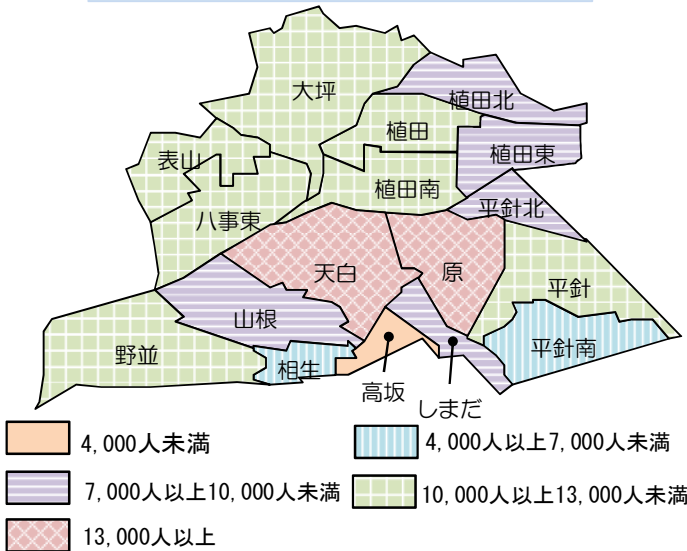 大坪
植田北
植田
植田東
表山
植田南
平針北
八事東
天白
原
平針
山根
平針南
野並
相生
高坂
しまだ
4,000人未満
4,000人以上7,000人未満
7,000人以上10,000人未満
10,000人以上13,000人未満
13,000人以上